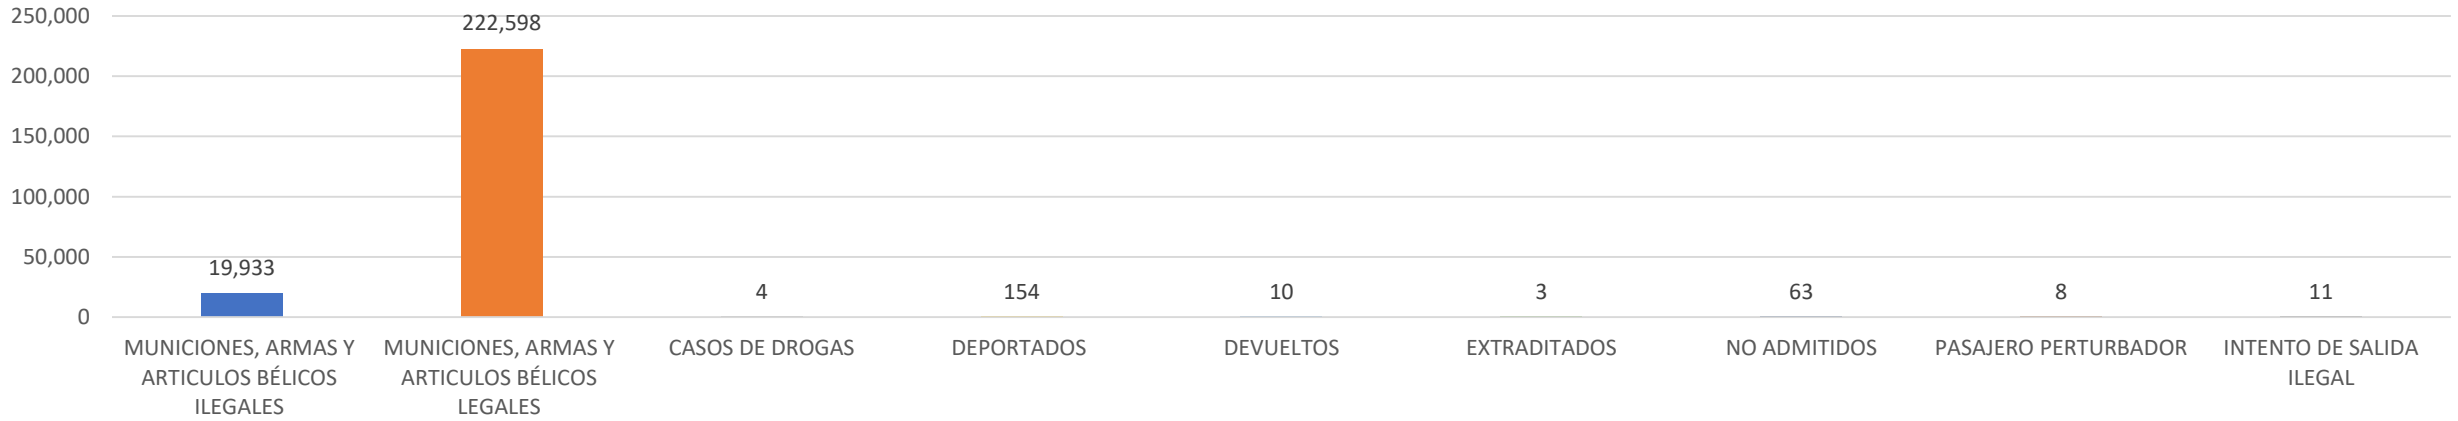 250,000
200,000
150,000
100,000
50,000
0
19,933
222,598
4
154
10
3
63
8
11
MUNICIONES, ARMAS Y
ARTICULOS BÉLICOS
ILEGALES
MUNICIONES, ARMAS Y
ARTICULOS BÉLICOS
LEGALES
CASOS DE DROGAS
DEPORTADOS
DEVUELTOS
EXTRADITADOS
NO ADMITIDOS
PASAJERO PERTURBADOR
INTENTO DE SALIDA
ILEGAL